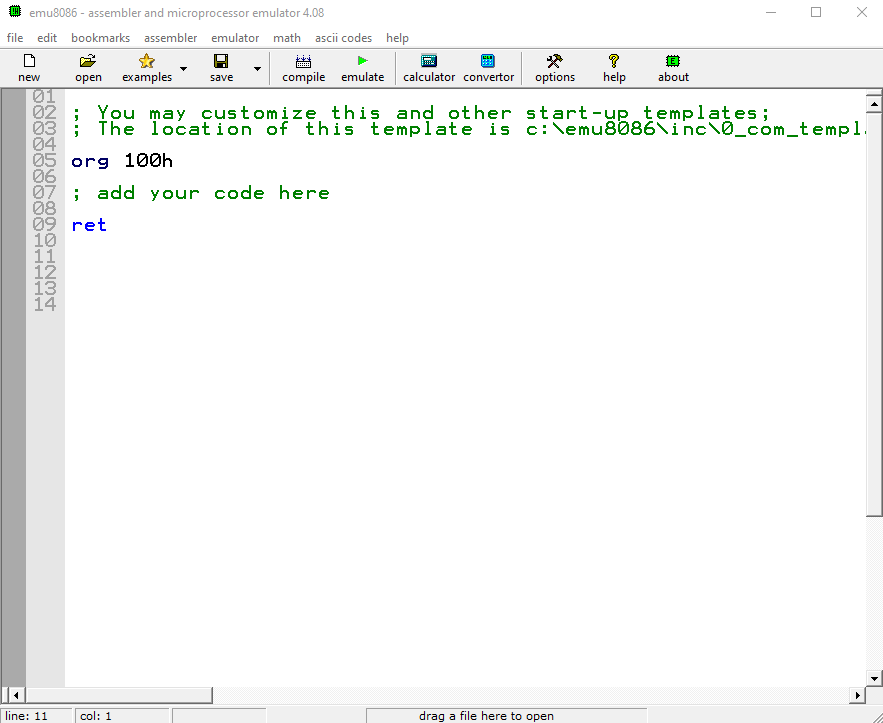 emu8086 - assembler and microprocessor emulator 4.08
file edit bookmarks assembler emulator math ascii codes help
new open examples save compile emulate calculator convertor options help about
01
02 ; You may customize this and other start-up templates;
03 ; The location of this template is c:\emu8086\inc\0_com_templ
04
05 org 100h
06
07 ; add your code here
08
09 ret
10
11
12
13
14
line: 11 col: 1 drag a file here to open